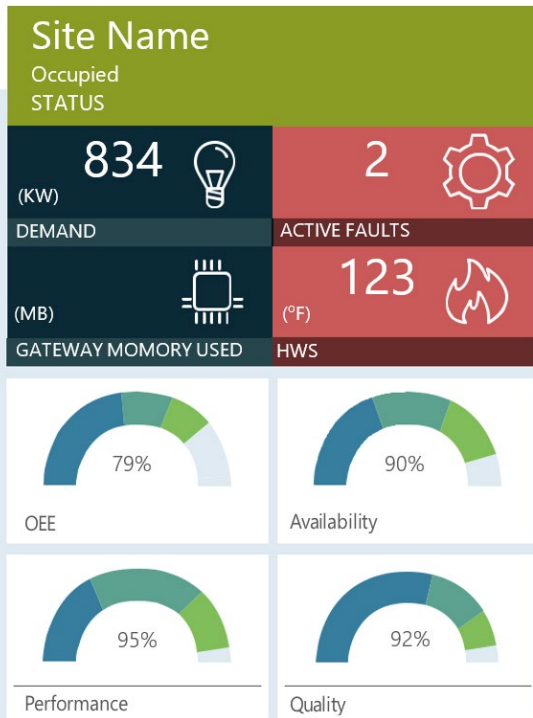 Site Name
Occupied
STATUS
834
(KW)
DEMAND
2
ACTIVE FAULTS
(MB)
GATEWAY MOMORY USED
123
(°F)
HWS
79%
OEE
90%
Availability
95%
Performance
92%
Quality